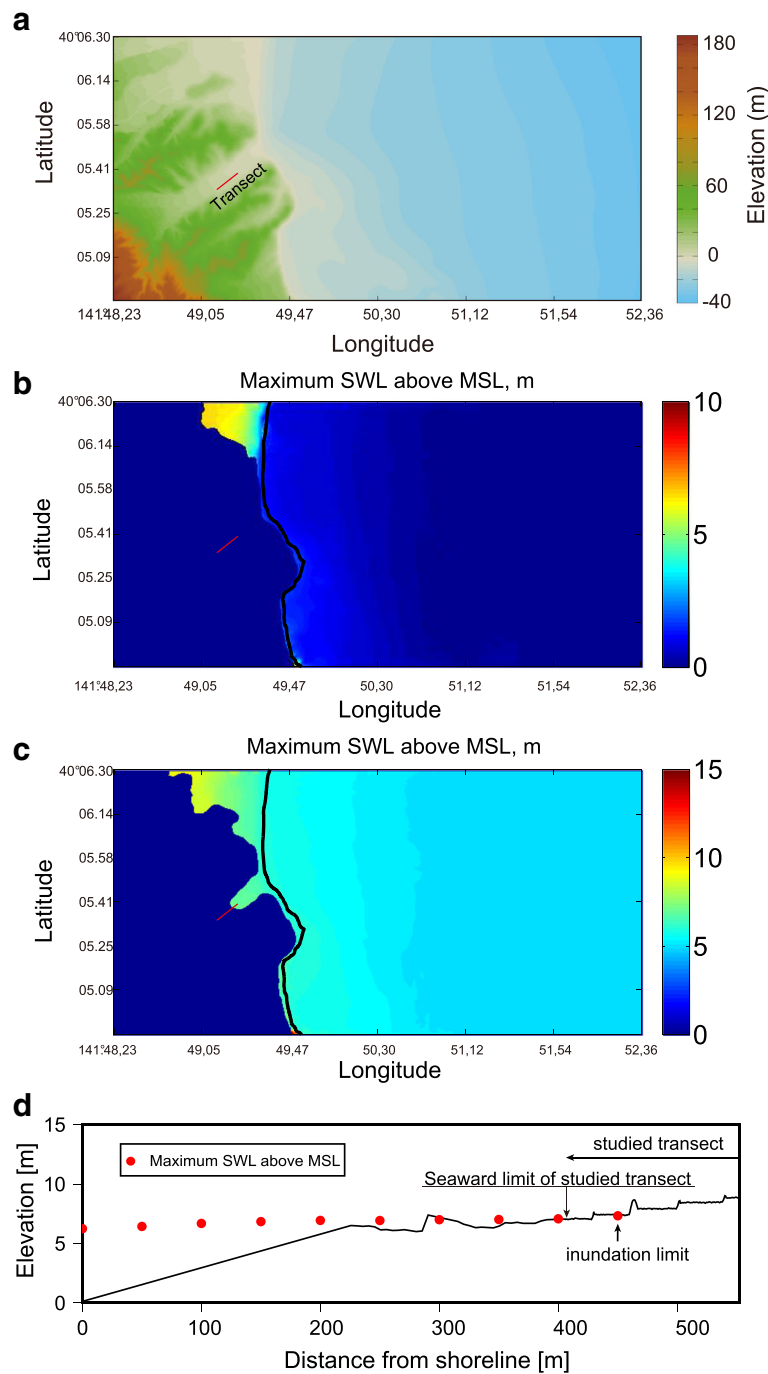 a
40°06.30
06.14
05.58
05.41
05.25
05.09
Latitude
Transect
141°48,23 49,05 49,47 50,30 51,12 51,54 52,36
Longitude
180
120
60
0
-40
Elevation (m)
b
Maximum SWL above MSL, m
40°06.30
06.14
05.58
05.41
05.25
05.09
Latitude
141°48,23 49,05 49,47 50,30 51,12 51,54 52,36
Longitude
10
5
0
c
Maximum SWL above MSL, m
40°06.30
06.14
05.58
05.41
05.25
05.09
Latitude
141°48,23 49,05 49,47 50,30 51,12 51,54 52,36
Longitude
15
10
5
0
d
15
10
5
0
Elevation [m]
Maximum SWL above MSL
studied transect
Seaward limit of studied transect
inundation limit
0 100 200 300 400 500
Distance from shoreline [m]